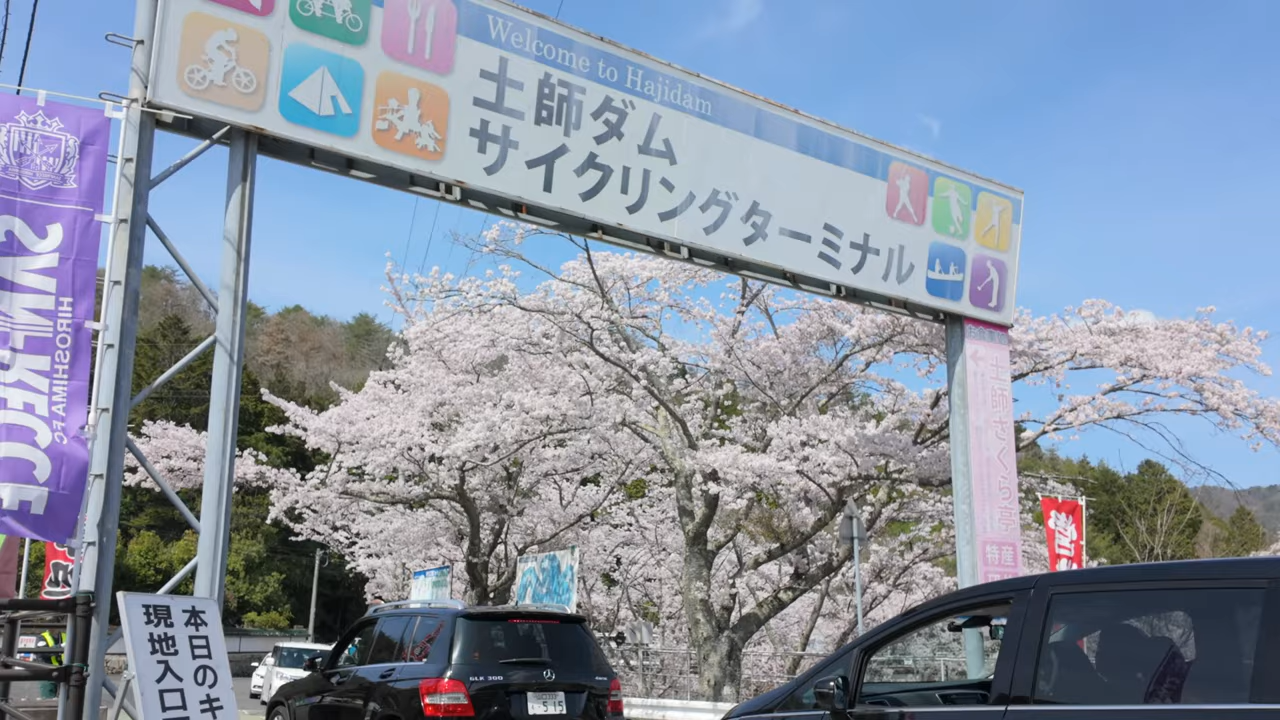 Welcome to Hajidam
土師ダム
サイクリングターミナル
HIROSHIMA F.C
SANFRECCE
土師さくら亭
特産
本日のキ
現地入口
GLK 300
515